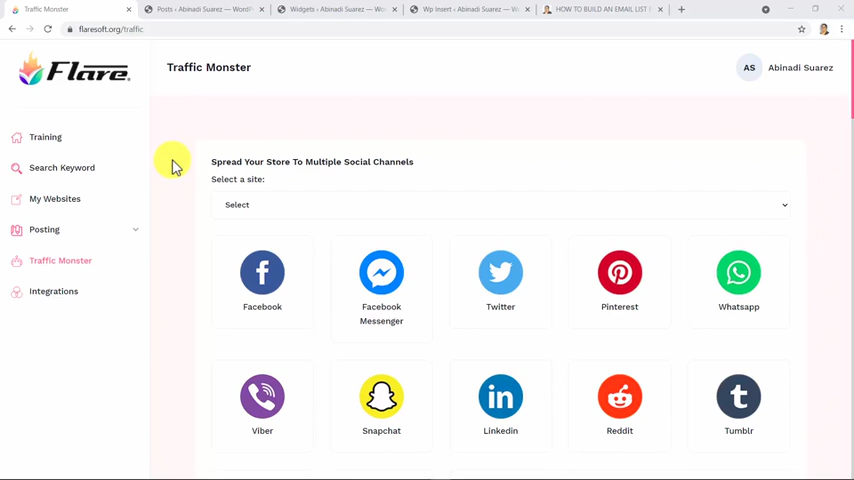 Traffic Monster
Posts ‹ Abinadi Suarez — WordP
Widgets ‹ Abinadi Suarez — Wo
Wp Insert ‹ Abinadi Suarez — W
HOW TO BUILD AN EMAIL LIST
flaresoft.org/traffic
Flare
Traffic Monster
AS
Abinadi Suarez
Training
Search Keyword
My Websites
Posting
Traffic Monster
Integrations
Spread Your Store To Multiple Social Channels
Select a site:
Select
Facebook
Facebook
Messenger
Twitter
Pinterest
Whatsapp
Viber
Snapchat
Linkedin
Reddit
Tumblr